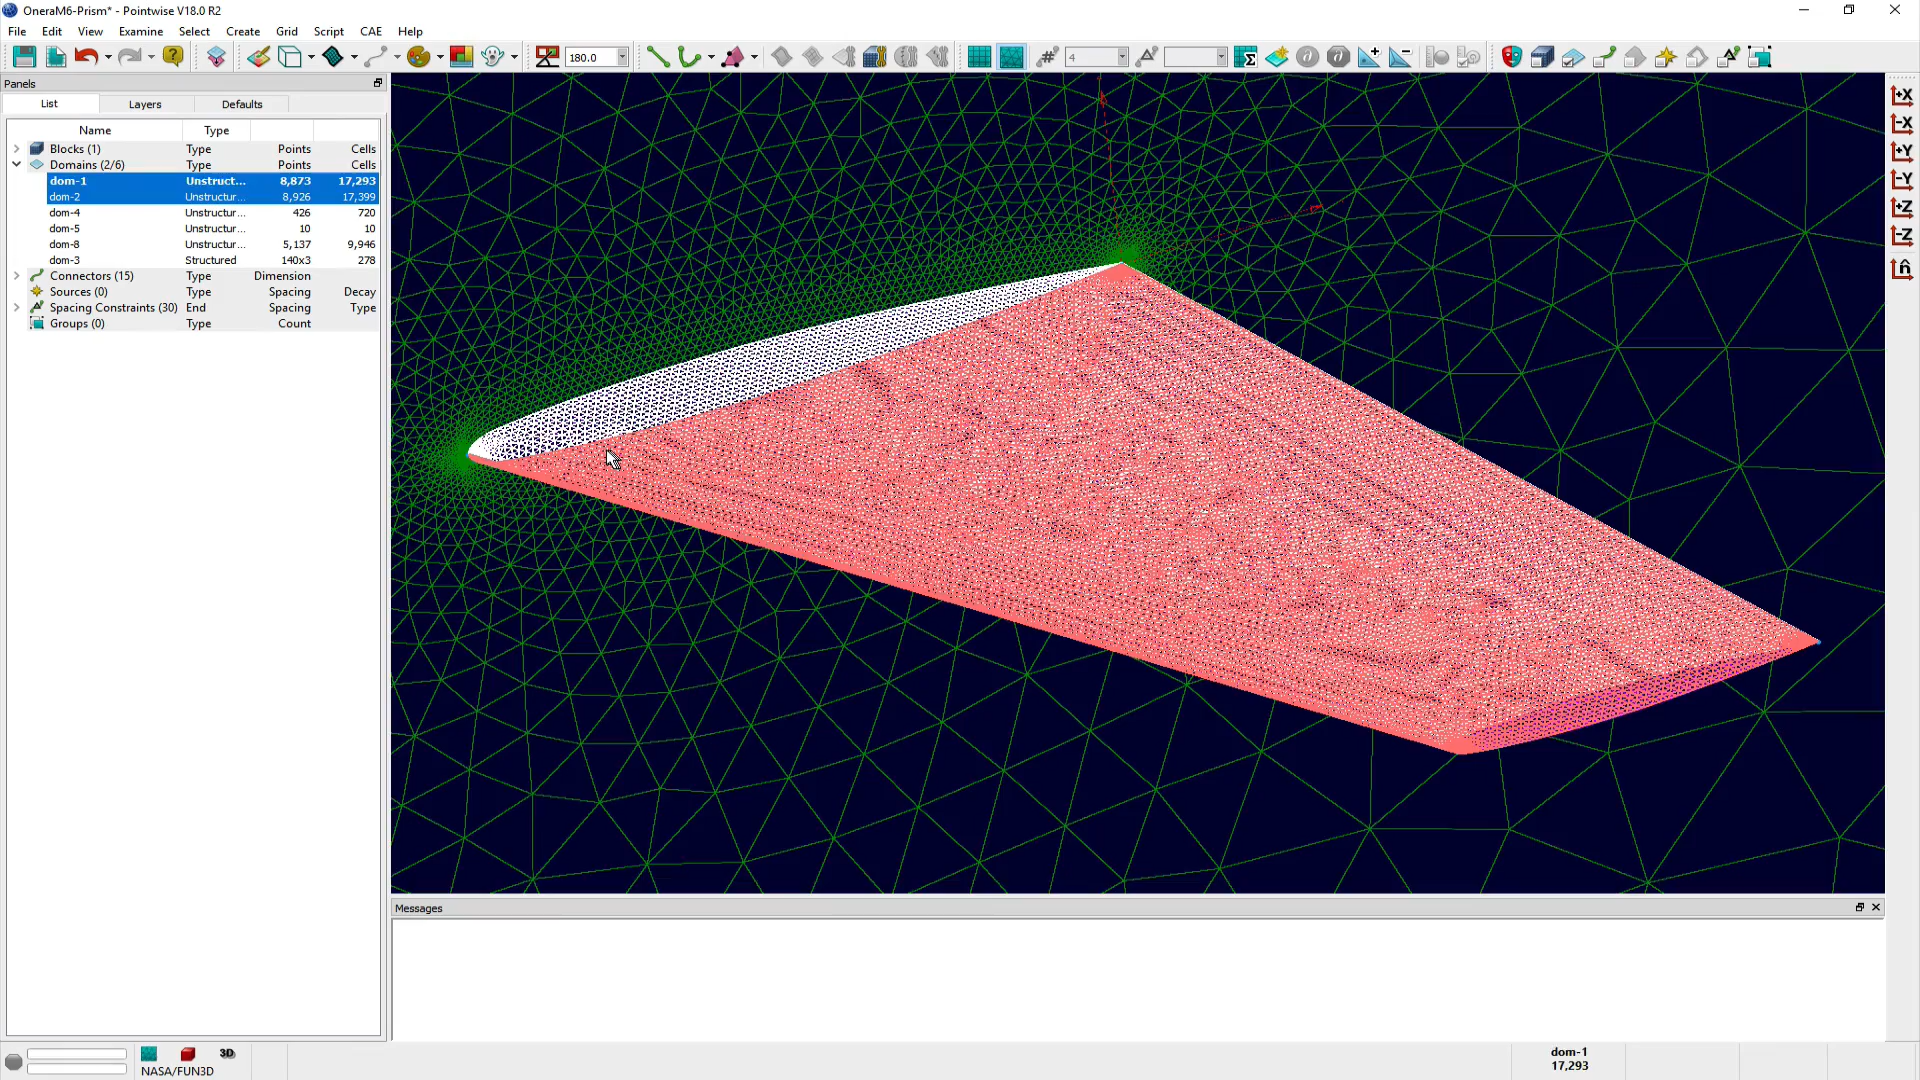 OneraM6-Prism* - Pointwise V18.0 R2
File Edit View Examine Select Create Grid Script CAE Help
180.0 4
Panels
List Layers Defaults
Name Type
Blocks (1) Type Points Cells
Domains (2/6) Type Points Cells
dom-1 Unstruct... 8,873 17,293
dom-2 Unstructur... 8,926 17,399
dom-4 Unstructur... 426 720
dom-5 Unstructur... 10 10
dom-8 Unstructur... 5,137 9,946
dom-3 Structured 140x3 278
Connectors (15) Type Dimension
Sources (0) Type Spacing Decay
Spacing Constraints (30) End Spacing Type
Groups (0) Type Count
+X
-X
+Y
-Y
+Z
-Z
n̂
Messages
3D
NASA/FUN3D
dom-1
17,293